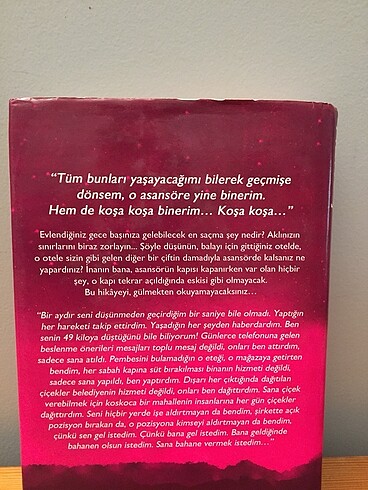 “Tüm bunları yaşayacağımı bilerek geçmişe
dönsem, o asansöre yine binerim.
Hem de koşa koşa binerim... Koşa koşa...”
Evlendiğiniz gece başınıza gelebilecek en saçma şey nedir? Aklınızın
sınırlarını biraz zorlayın... Şöyle düşünün, balayı için gittiğiniz otelde,
o otele sizin gibi gelen diğer bir çiftin damadıyla asansörde kalsanız ne
yapardınız? İnanın bana, asansörün kapısı kapanırken var olan hiçbir
şey, o kapı tekrar açıldığında eskisi gibi olmayacak.
Bu hikâyeyi, gülmekten okuyamayacaksınız...
“Bir aydır seni düşünmeden geçirdiğim bir saniye bile olmadı. Yaptığın
her hareketi takip ettirdim. Yaşadığın her şeyden haberdardım. Ben
senin 49 kiloya düştüğünü bile biliyorum! Günlerce telefonuna gelen
beslenme önerileri mesajları toplu mesaj değildi, onları ben attırdım,
sadece sana atıldı. Pembesini bulamadığın o eteği, o mağazaya getirten
bendim, her sabah kapına süt bırakılması binanın hizmeti değildi,
sadece sana yapıldı, ben yaptırdım. Dışarı her çıktığında dağıtılan
çiçekler belediyenin hizmeti değildi, onları ben dağıttırdım. Sana çiçek
verebilmek için koskoca bir mahallenin insanlarına her gün çiçekler
dağıttırdım. Seni hiçbir yerde işe aldırtmayan da bendim, şirkette açık
pozisyon bırakan da, o pozisyona kimseyi aldırtmayan da bendim,
çünkü sen gel istedim. Çünkü bana gel istedim. Bana geldiğinde
bahanen olsun istedim. Sana bahane vermek istedim...”